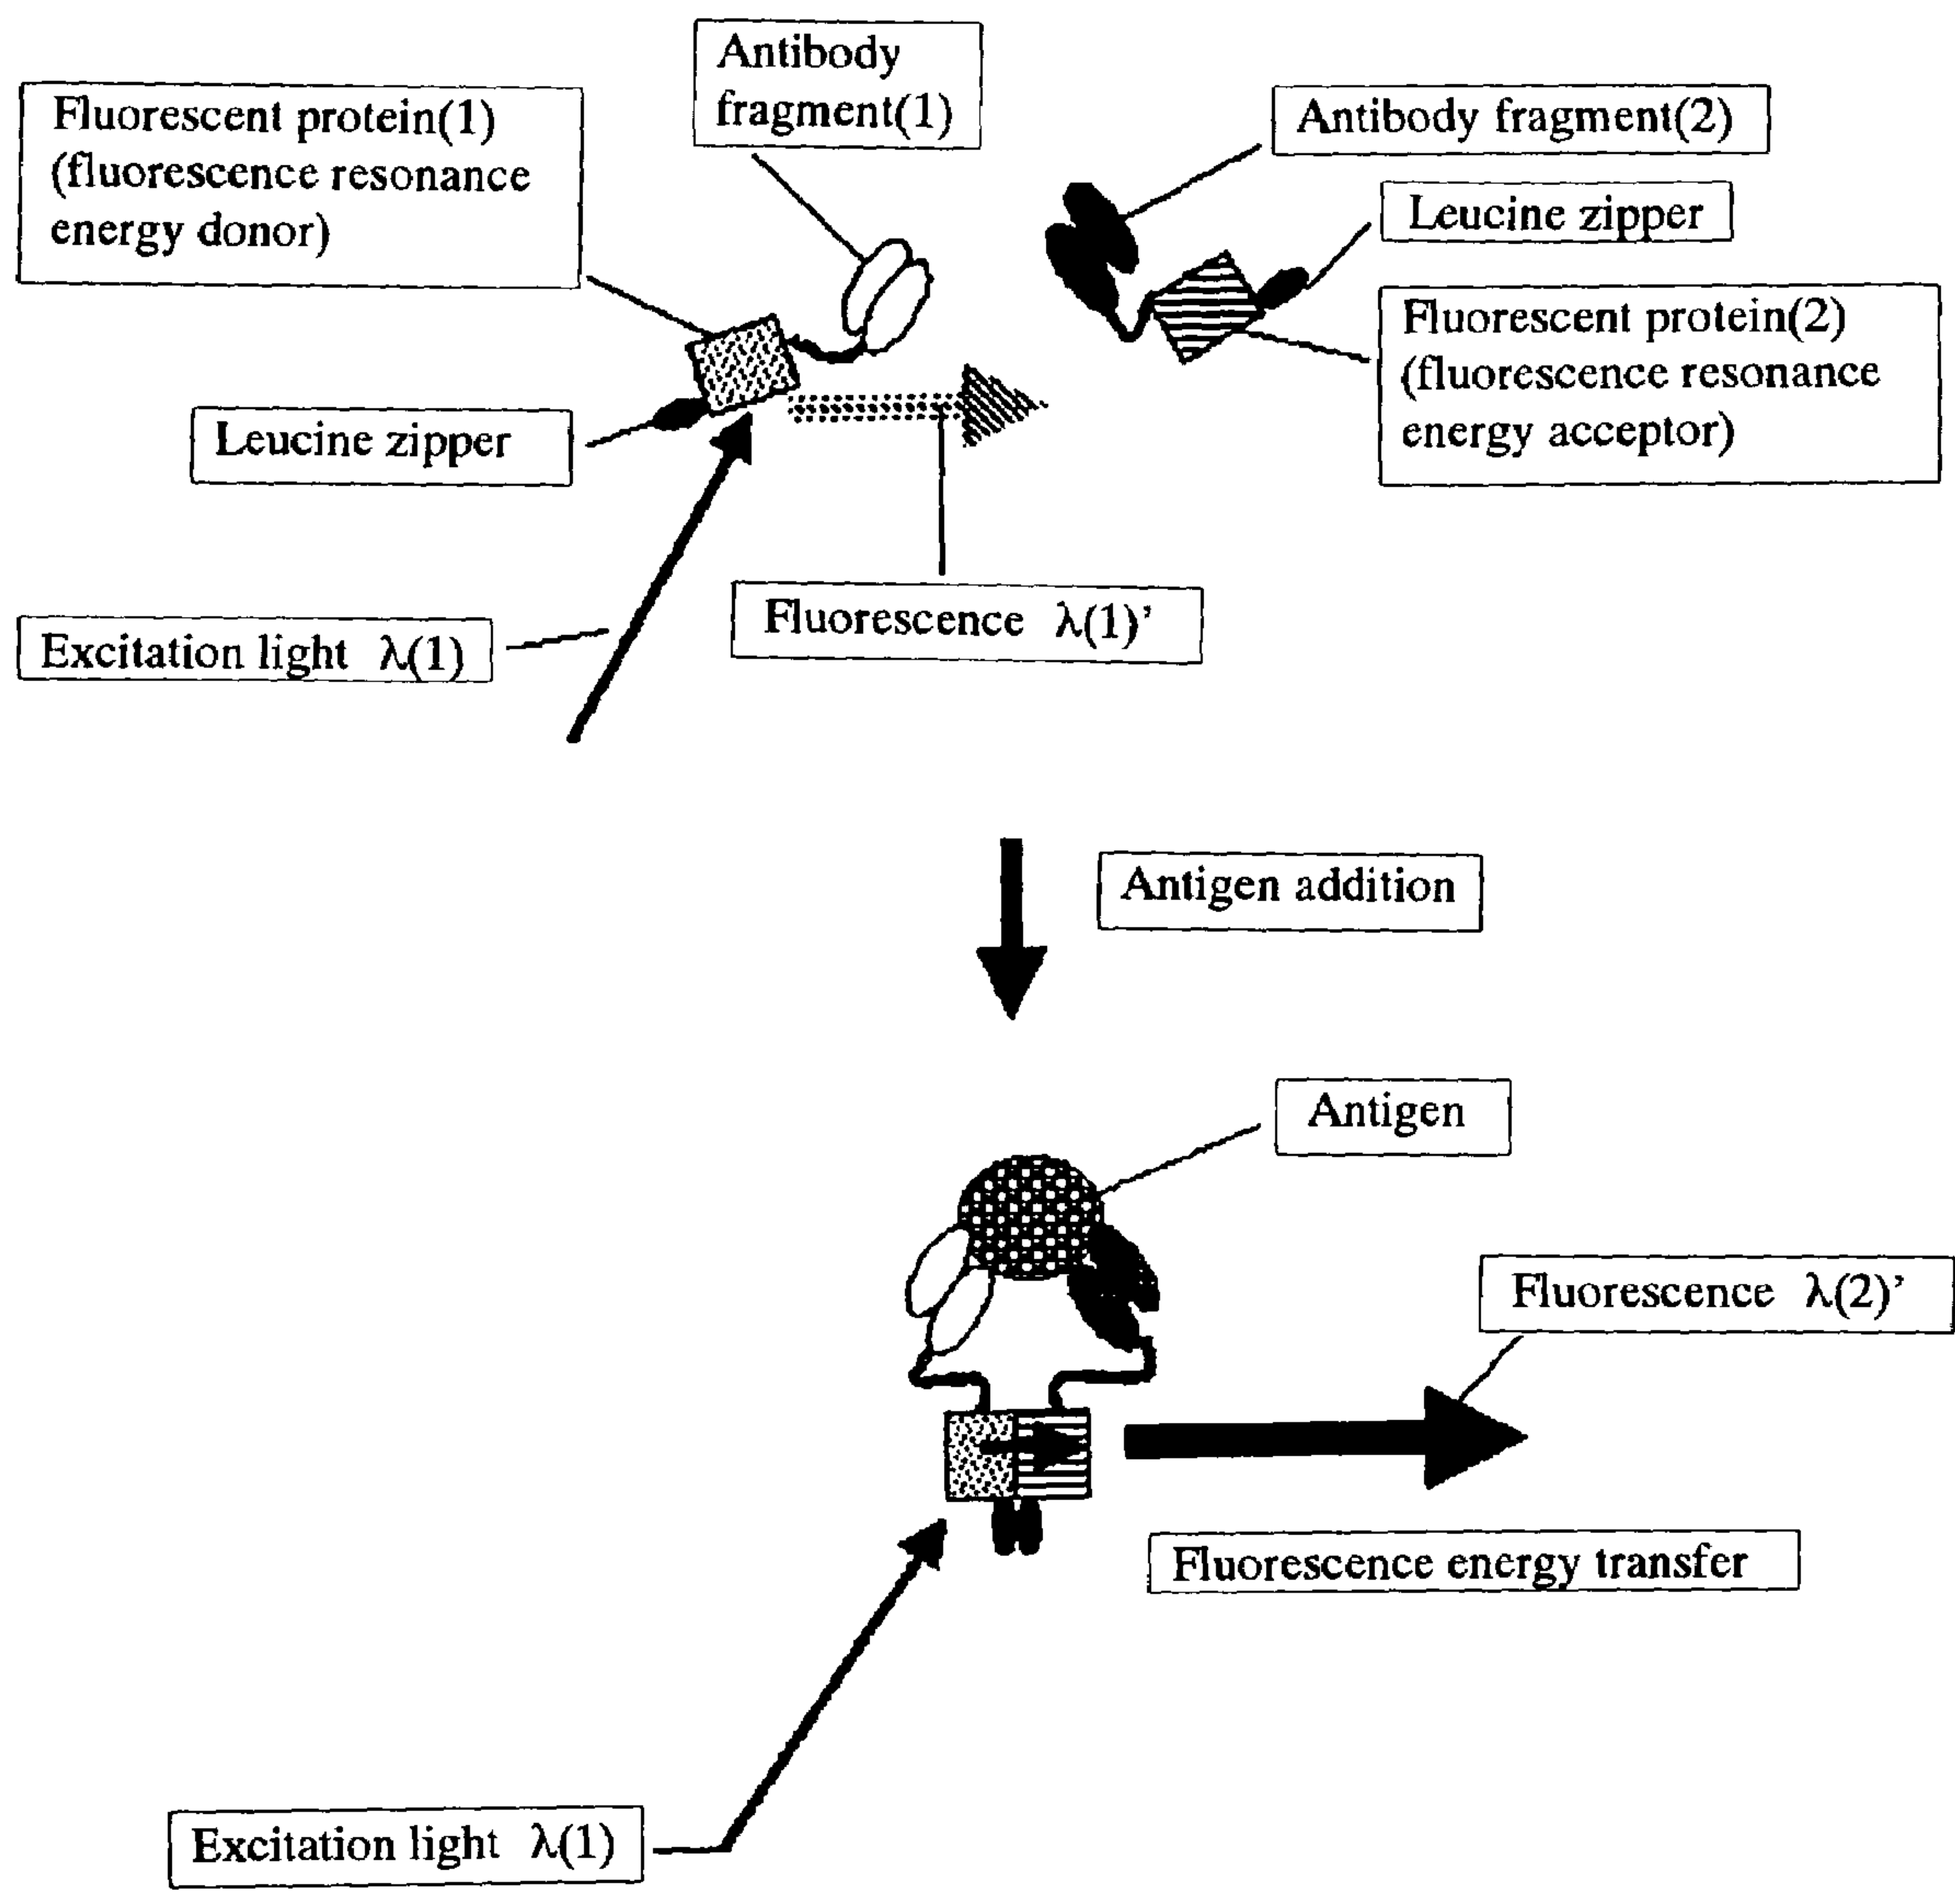 Antibody
fragment(1)
Fluorescent protein(1)
(fluorescence resonance
energy donor)
Antibody fragment(2)
Leucine zipper
Fluorescent protein(2)
(fluorescence resonance
energy acceptor)
Leucine zipper
Excitation light λ(1)
Fluorescence λ(1)’
Antigen addition
Antigen
Fluorescence λ(2)’
Fluorescence energy transfer
Excitation light λ(1)